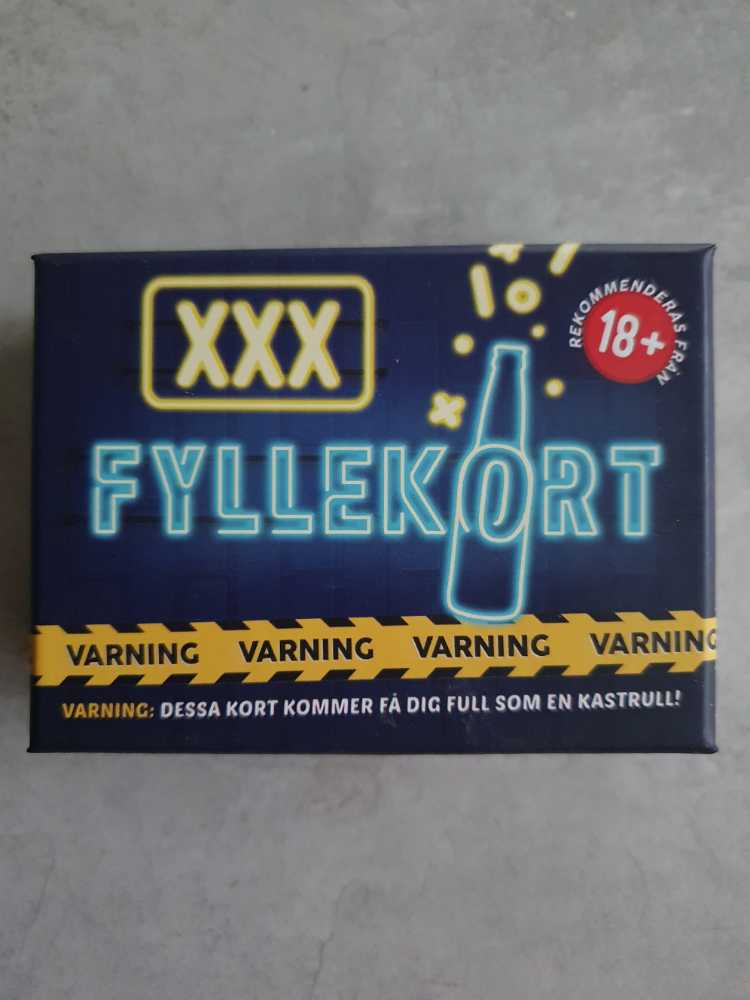 XXX
REKOMMENDERAS FRÅN
18+
FYLLEKORT
VARNING VARNING VARNING VARNING
VARNING: DESSA KORT KOMMER FÅ DIG FULL SOM EN KASTRULL!